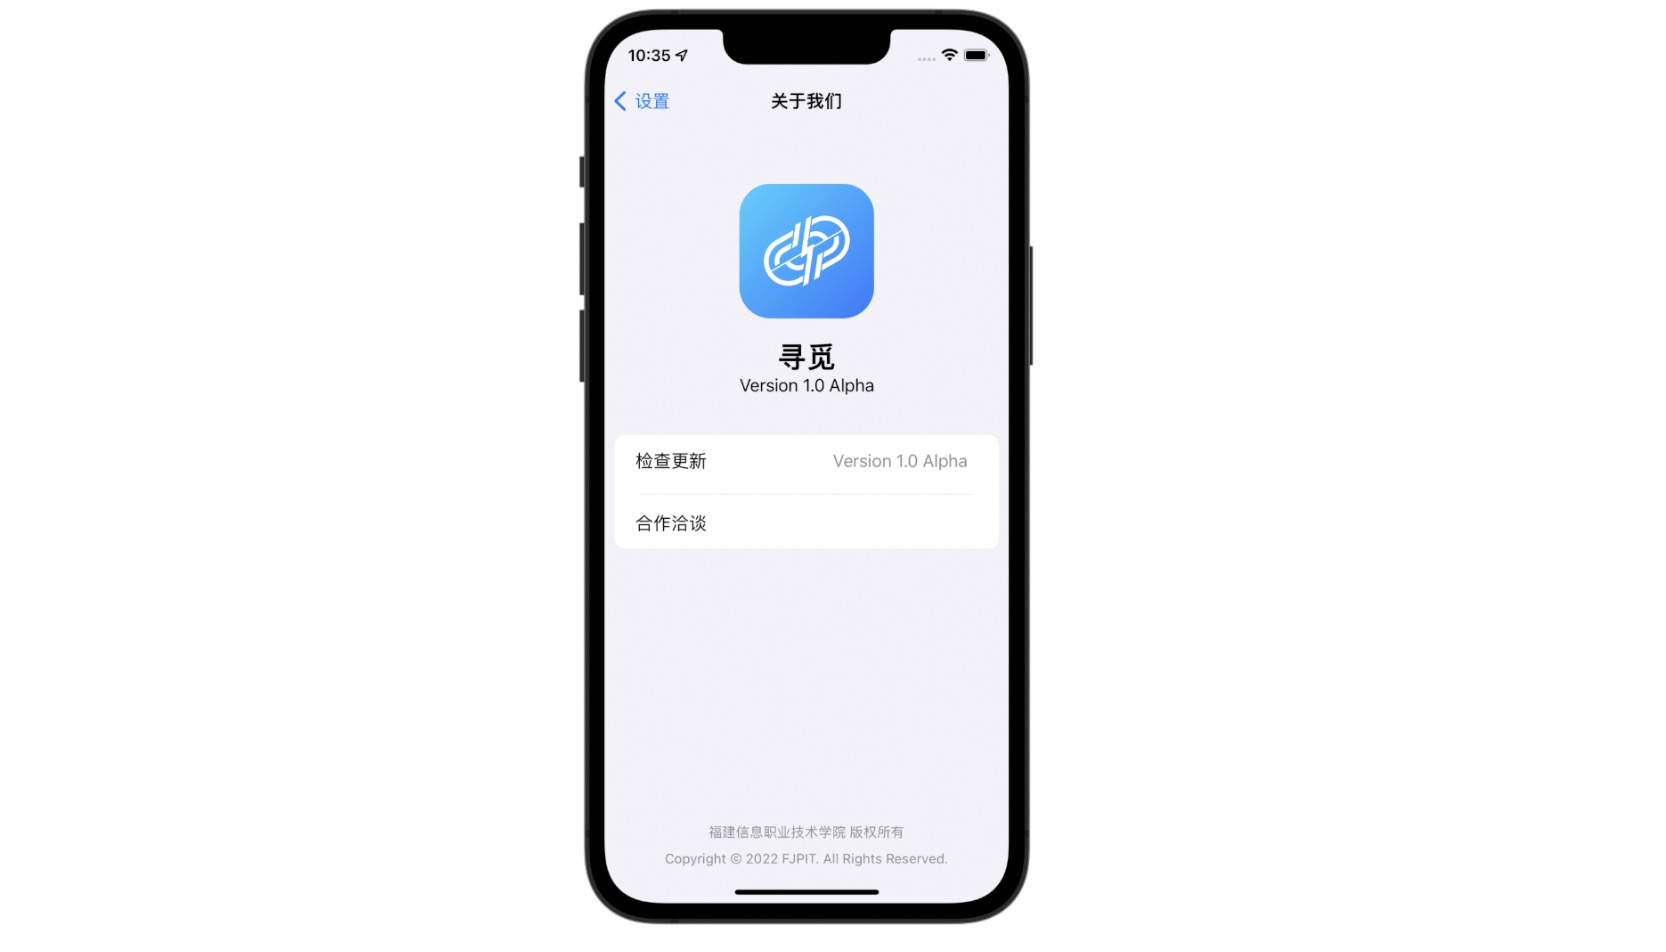 10:35
设置
关于我们
寻觅
Version 1.0 Alpha
检查更新 Version 1.0 Alpha
合作洽谈
福建信息职业技术学院 版权所有
Copyright © 2022 FJPIT. All Rights Reserved.